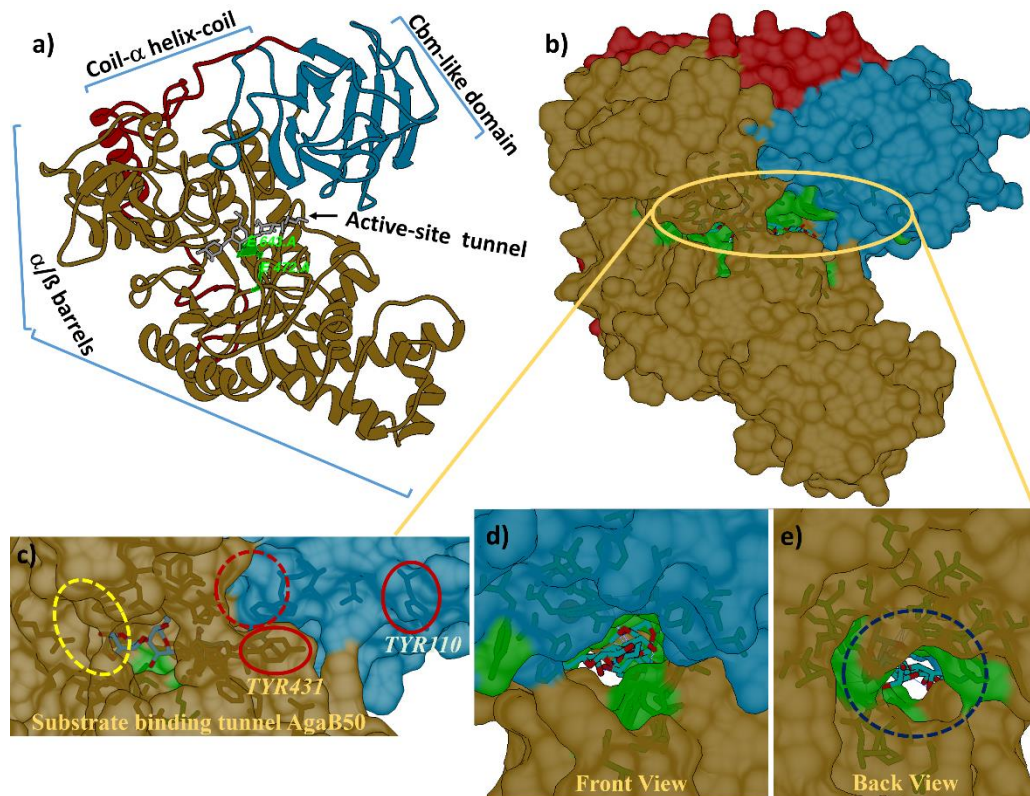 a)
Coil-α helix-coil
Cbm-like domain
α/ß barrels
Active-site tunnel
b)
c)
TYR110
TYR431
Substrate binding tunnel AgaB50
d)
Front View
e)
Back View